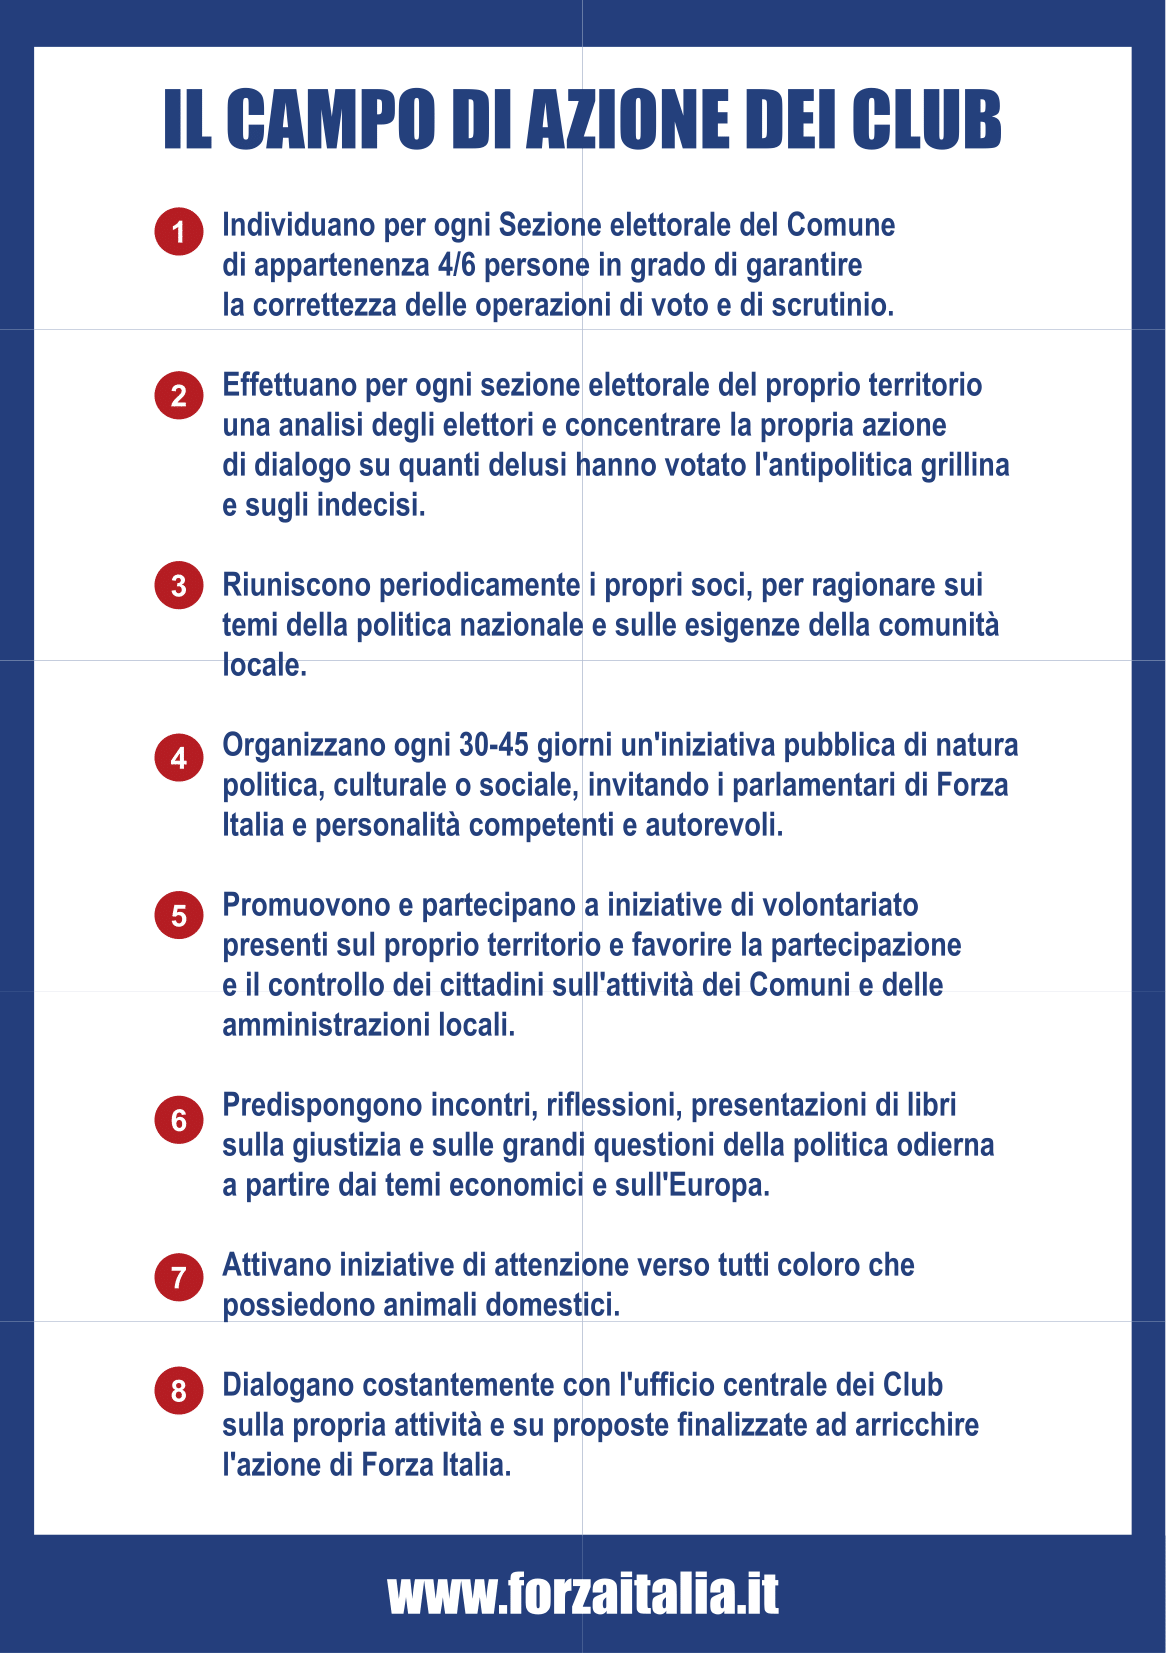 IL CAMPO DI AZIONE DEI CLUB
1 Individuano per ogni Sezione elettorale del Comune
di appartenenza 4/6 persone in grado di garantire
la correttezza delle operazioni di voto e di scrutinio.
2 Effettuano per ogni sezione elettorale del proprio territorio
una analisi degli elettori e concentrare la propria azione
di dialogo su quanti delusi hanno votato l'antipolitica grillina
e sugli indecisi.
3 Riuniscono periodicamente i propri soci, per ragionare sui
temi della politica nazionale e sulle esigenze della comunità
locale.
4 Organizzano ogni 30-45 giorni un'iniziativa pubblica di natura
politica, culturale o sociale, invitando i parlamentari di Forza
Italia e personalità competenti e autorevoli.
5 Promuovono e partecipano a iniziative di volontariato
presenti sul proprio territorio e favorire la partecipazione
e il controllo dei cittadini sull'attività dei Comuni e delle
amministrazioni locali.
6 Predispongono incontri, riflessioni, presentazioni di libri
sulla giustizia e sulle grandi questioni della politica odierna
a partire dai temi economici e sull'Europa.
7 Attivano iniziative di attenzione verso tutti coloro che
possiedono animali domestici.
8 Dialogano costantemente con l'ufficio centrale dei Club
sulla propria attività e su proposte finalizzate ad arricchire
l'azione di Forza Italia.
www.forzaitalia.it